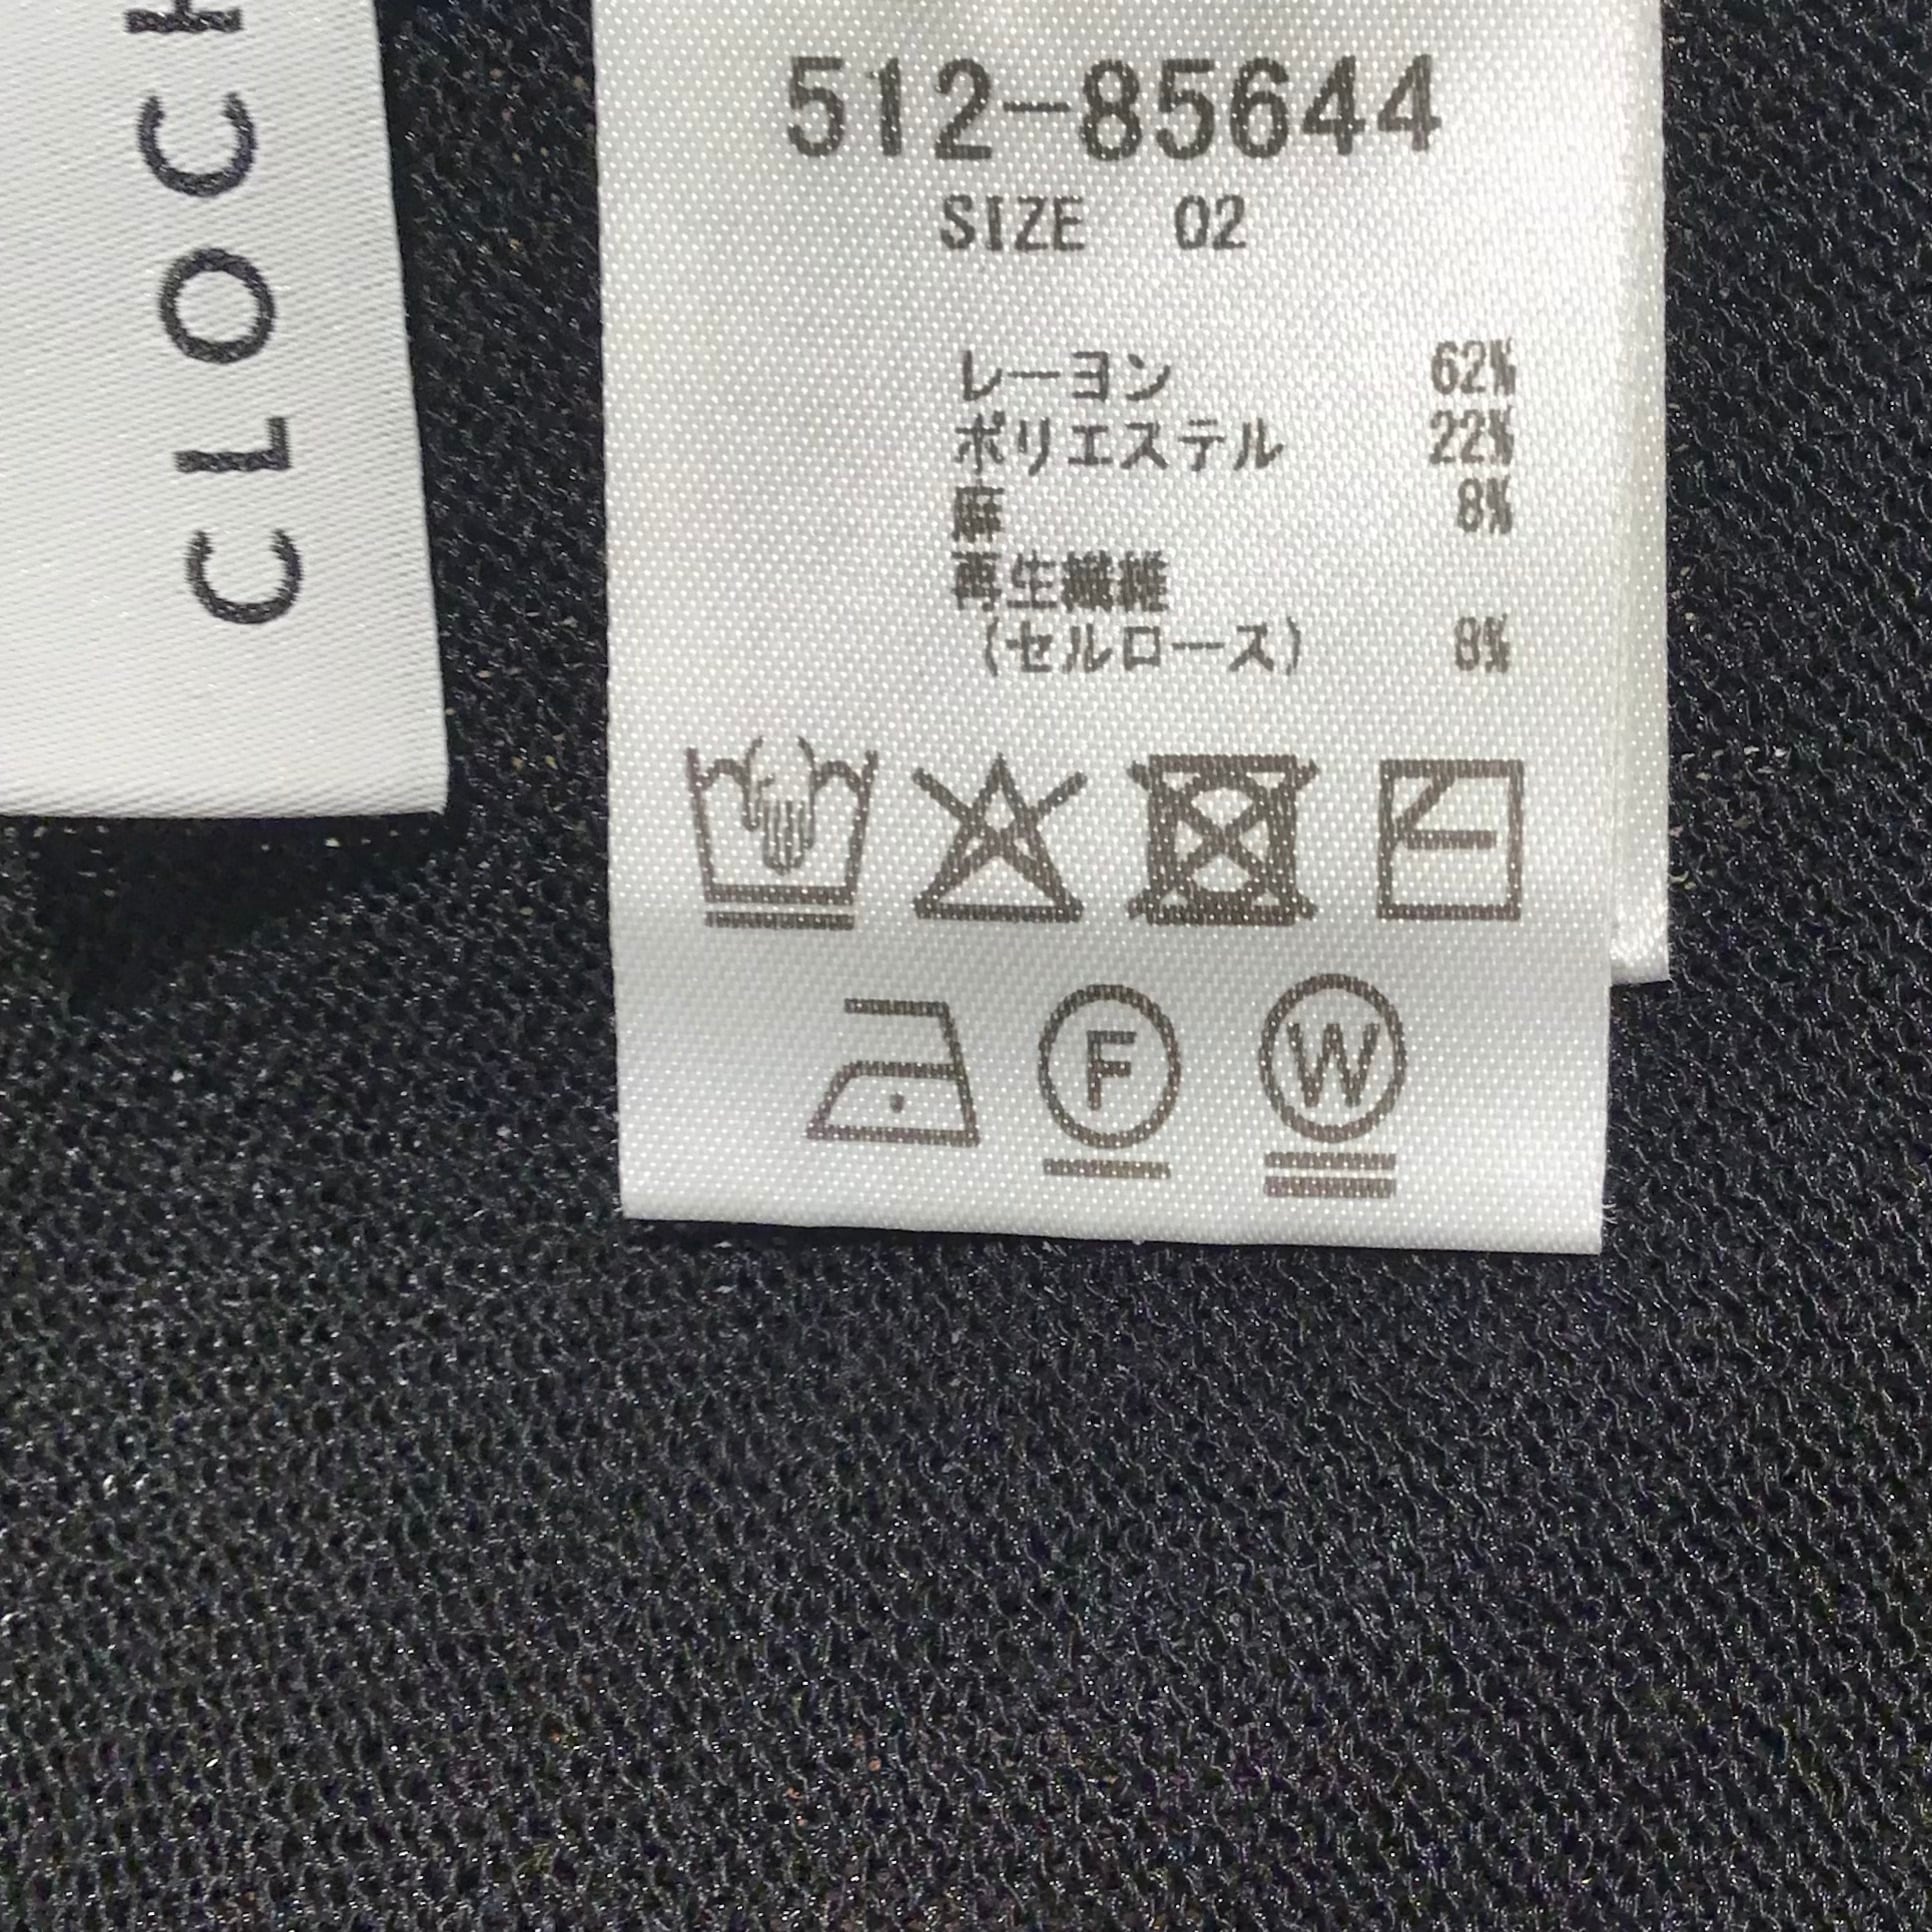 CLOCH
512-85644
SIZE 02
レーヨン 62%
ポリエステル 22%
麻 8%
再生繊維
(セルロース) 8%
F W